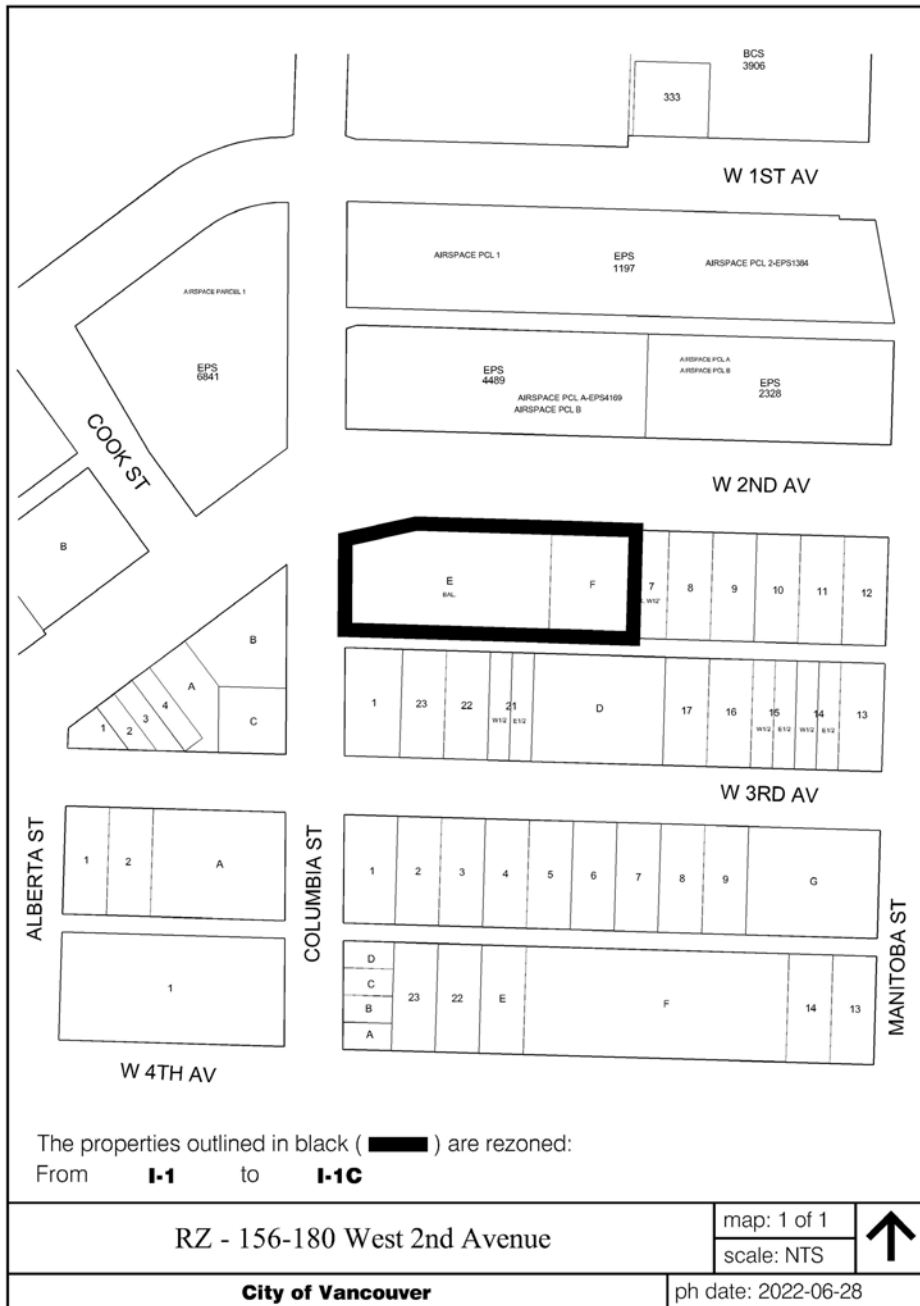 BCS
3906
333
W 1ST AV
AIRSPACE PCL 1
EPS
1197
AIRSPACE PCL 2-EPS1384
AIRSPACE PARCEL 1
EPS
6841
EPS
4489
AIRSPACE PCL A-EPS4169
AIRSPACE PCL B
AIRSPACE PCL A
AIRSPACE PCL B
EPS
2328
COOK ST
W 2ND AV
B
E
BAL.
F
7
W12'
8
9
10
11
12
B
A
4
3
2
1
C
1
23
22
21
W1/2
E1/2
D
17
16
15
W1/2
E1/2
14
W1/2
E1/2
13
W 3RD AV
ALBERTA ST
1
2
A
COLUMBIA ST
1
2
3
4
5
6
7
8
9
G
MANITOBA ST
1
D
C
B
A
23
22
E
F
14
13
W 4TH AV
The properties outlined in black ( ) are rezoned:
From I-1 to I-1C
RZ - 156-180 West 2nd Avenue
map: 1 of 1
scale: NTS
City of Vancouver
ph date: 2022-06-28